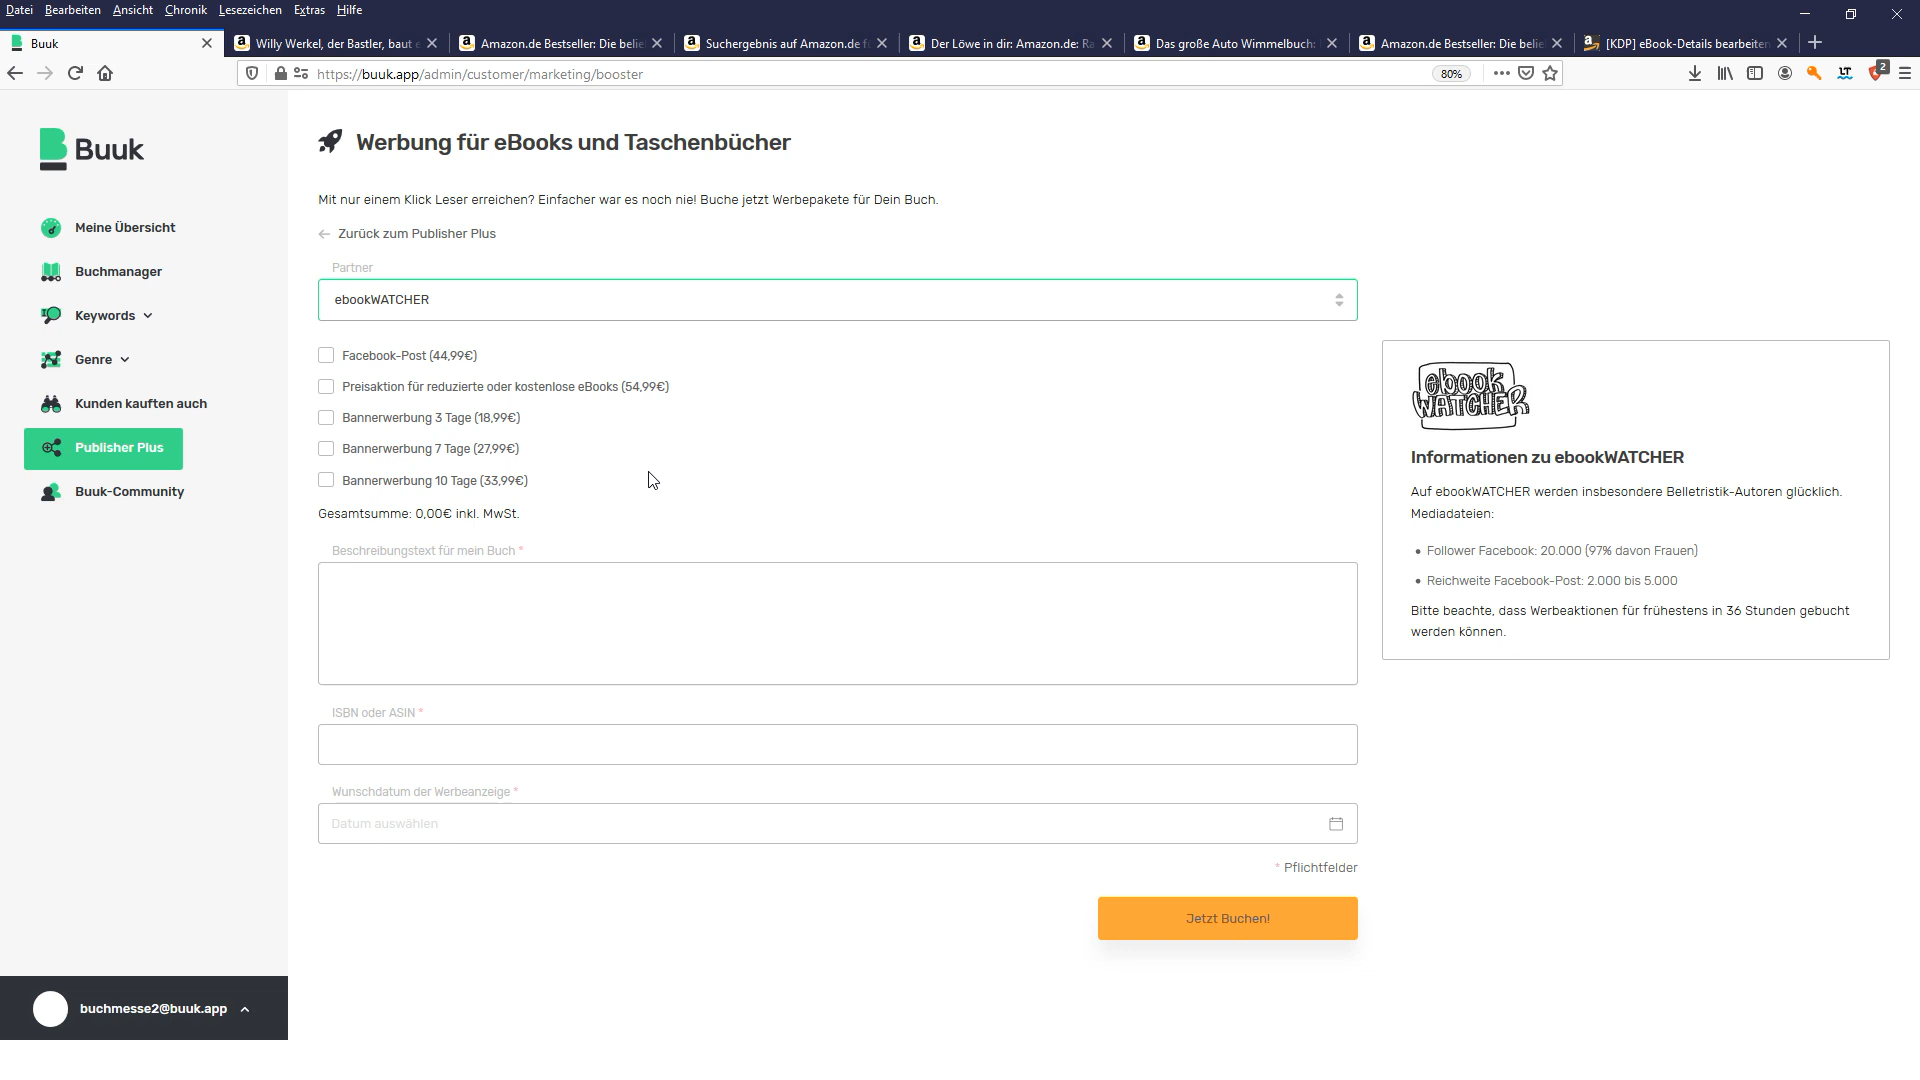 Datei Bearbeiten Ansicht Chronik Lesezeichen Extras Hilfe
Buuk
Willy Werkel, der Bastler, baut
Amazon.de Bestseller: Die belie
Suchergebnis auf Amazon.de
Der Löwe in dir: Amazon.de: Ra
Das große Auto Wimmelbuch:
Amazon.de Bestseller: Die belie
[KDP] eBook-Details bearbeiten
https://buuk.app/admin/customer/marketing/booster
80%
LT
2
Buuk
Meine Übersicht
Buchmanager
Keywords
Genre
Kunden kauften auch
Publisher Plus
Buuk-Community
buchmesse2@buuk.app
Werbung für eBooks und Taschenbücher
Mit nur einem Klick Leser erreichen? Einfacher war es noch nie! Buche jetzt Werbepakete für Dein Buch.
Zurück zum Publisher Plus
Partner
ebookWATCHER
Facebook-Post (44,99€)
Preisaktion für reduzierte oder kostenlose eBooks (54,99€)
Bannerwerbung 3 Tage (18,99€)
Bannerwerbung 7 Tage (27,99€)
Bannerwerbung 10 Tage (33,99€)
Gesamtsumme: 0,00€ inkl. MwSt.
Beschreibungstext für mein Buch *
ISBN oder ASIN *
Wunschdatum der Werbeanzeige *
Datum auswählen
* Pflichtfelder
Jetzt Buchen!
ebook
WATCHER
Informationen zu ebookWATCHER
Auf ebookWATCHER werden insbesondere Belletristik-Autoren glücklich.
Mediadateien:
• Follower Facebook: 20.000 (97% davon Frauen)
• Reichweite Facebook-Post: 2.000 bis 5.000
Bitte beachte, dass Werbeaktionen für frühestens in 36 Stunden gebucht
werden können.